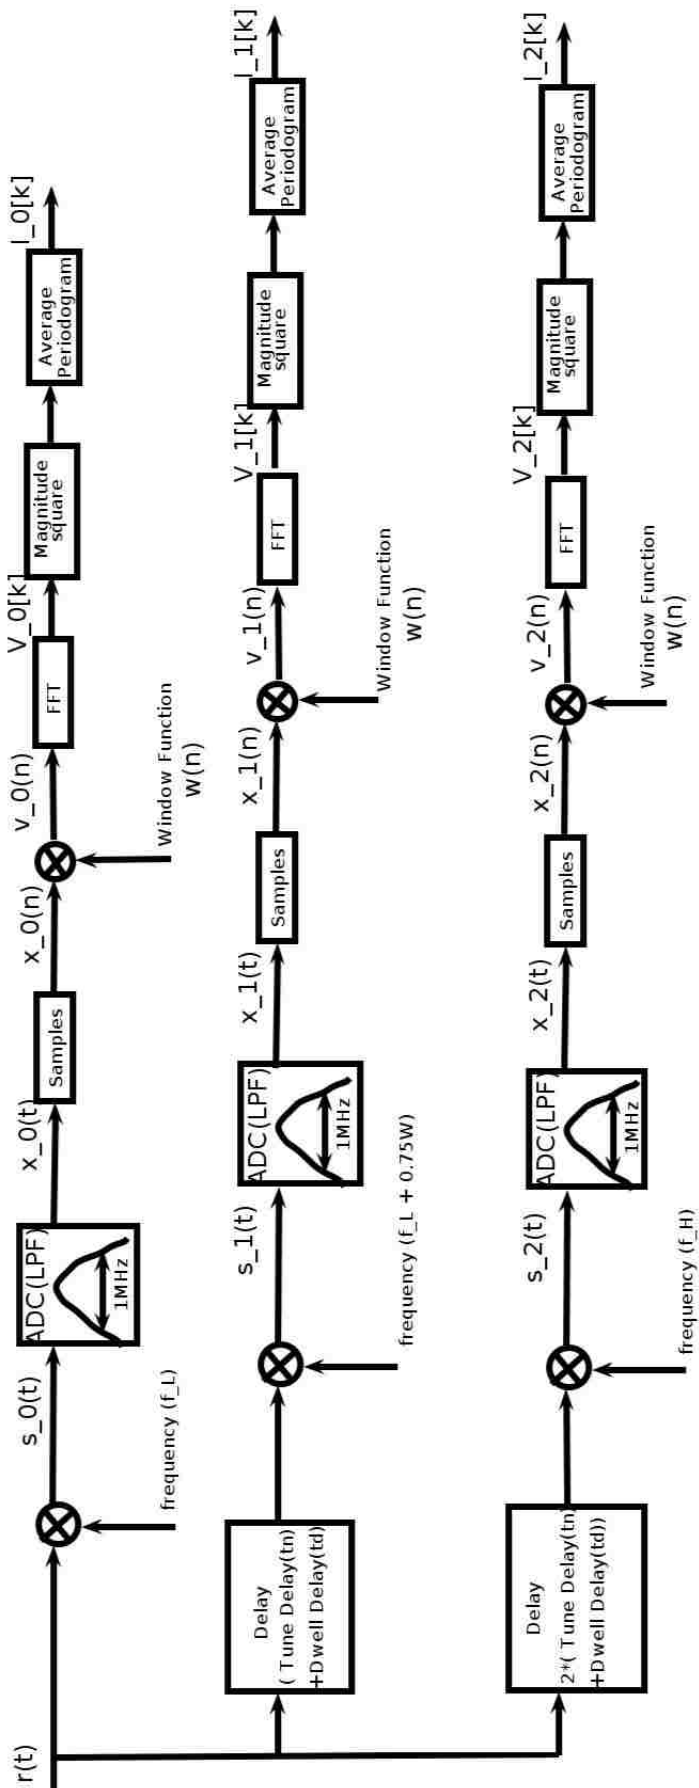 r(t)
s_0(t)
frequency (f_L)
ADC(LPF)
1MHz
x_0(t)
Samples
x_0(n)
Window Function
w(n)
v_0(n)
FFT
V_0[k]
Magnitude
square
Average
Periodogram
I_0[k]
Delay
( Tune Delay(tn)
+Dwell Delay(td)
frequency (f_L + 0.75W)
s_1(t)
ADC(LPF)
1MHz
x_1(t)
Samples
x_1(n)
Window Function
w(n)
v_1(n)
FFT
V_1[k]
Magnitude
square
Average
Periodogram
I_1[k]
Delay
2*( Tune Delay(tn)
+Dwell Delay(td))
frequency (f_H)
s_2(t)
ADC(LPF)
1MHz
x_2(t)
Samples
x_2(n)
Window Function
w(n)
v_2(n)
FFT
V_2[k]
Magnitude
square
Average
Periodogram
I_2[k]